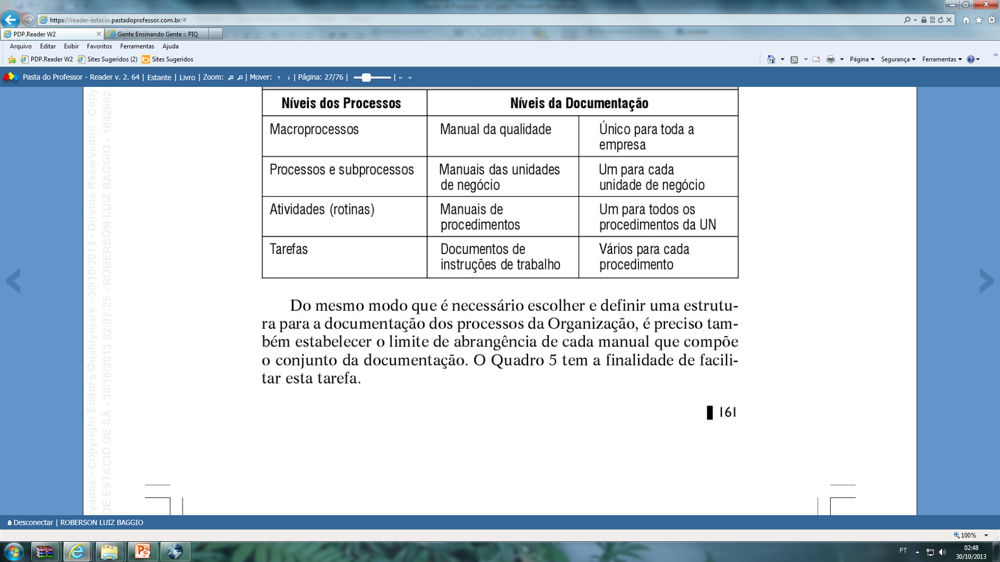 https://reader-estacio.pastadoprofessor.com.br/#
PDP.Reader W2
Gente Ensinando Gente :: PIQ
Arquivo Editar Exibir Favoritos Ferramentas Ajuda
PDP.Reader W2 Sites Sugeridos (2) Sites Sugeridos
Página Segurança Ferramentas
Pasta do Professor - Reader v. 2. 64 | Estante | Livro | Zoom: | Mover: ↑ ↓ | Página: 27/76 | | ← →
Níveis dos Processos Níveis da Documentação
Macroprocessos Manual da qualidade Único para toda a
empresa
Processos e subprocessos Manuais das unidades Um para cada
de negócio unidade de negócio
Atividades (rotinas) Manuais de Um para todos os
procedimentos procedimentos da UN
Tarefas Documentos de Vários para cada
instruções de trabalho procedimento
Do mesmo modo que é necessário escolher e definir uma estrutu-
ra para a documentação dos processos da Organização, é preciso tam-
bém estabelecer o limite de abrangência de cada manual que compõe
o conjunto da documentação. O Quadro 5 tem a finalidade de facili-
tar esta tarefa.
161
rvados - Copyright Editora Qualitymark - 30/10/2013 - Diretos Reservados - Copy
DE ESTACIO DE SÁ - 30/10/2013 02:07:25 - ROBERSON LUIZ BAGGIO - 1042692
Desconectar | ROBERSON LUIZ BAGGIO
100%
PT
02:48
30/10/2013